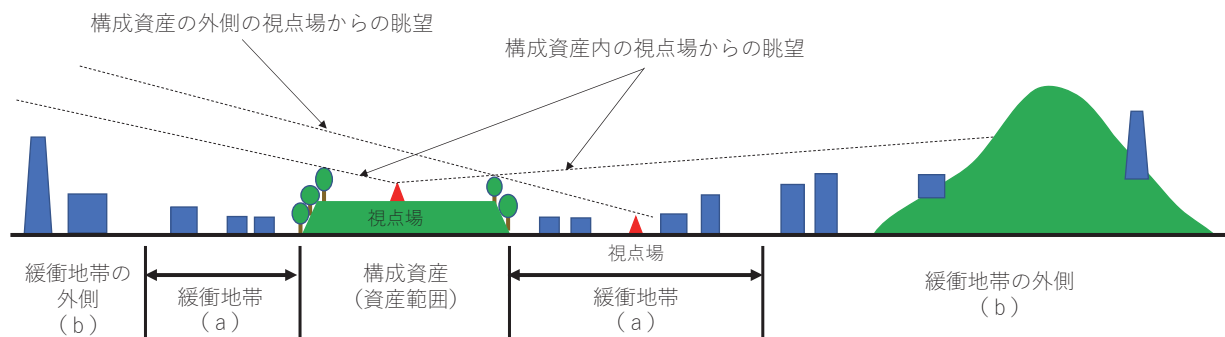 構成資産の外側の視点場からの眺望
構成資産内の視点場からの眺望
視点場
視点場
緩衝地帯の
外側
（ｂ）
緩衝地帯
（ａ）
構成資産
（資産範囲）
緩衝地帯
（ａ）
緩衝地帯の外側
（ｂ）